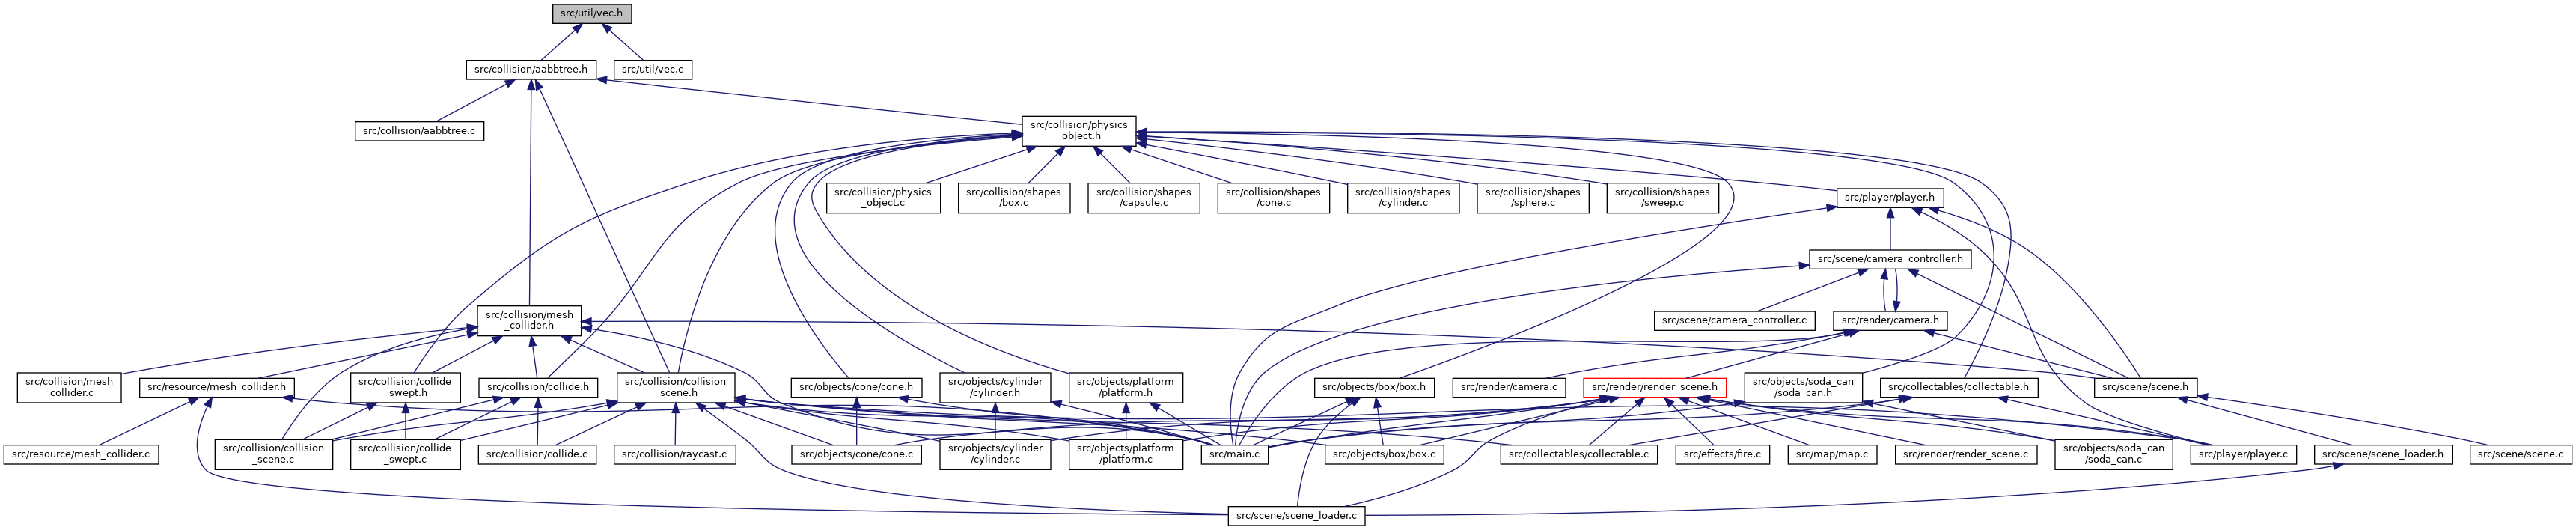 src/util/vec.h
src/collision/aabbtree.h
src/util/vec.c
src/collision/aabbtree.c
src/collision/physics
_object.h
src/collision/physics
_object.c
src/collision/shapes
/box.c
src/collision/shapes
/capsule.c
src/collision/shapes
/cone.c
src/collision/shapes
/cylinder.c
src/collision/shapes
/sphere.c
src/collision/shapes
/sweep.c
src/player/player.h
src/scene/camera_controller.h
src/collision/mesh
_collider.h
src/scene/camera_controller.c
src/render/camera.h
src/collision/mesh
_collider.c
src/resource/mesh_collider.h
src/collision/collide
_swept.h
src/collision/collide.h
src/collision/collision
_scene.h
src/objects/cone/cone.h
src/objects/cylinder
/cylinder.h
src/objects/platform
/platform.h
src/objects/box/box.h
src/render/camera.c
src/render/render_scene.h
src/objects/soda_can
/soda_can.h
src/collectables/collectable.h
src/scene/scene.h
src/resource/mesh_collider.c
src/collision/collision
_scene.c
src/collision/collide
_swept.c
src/collision/collide.c
src/collision/raycast.c
src/objects/cone/cone.c
src/objects/cylinder
/cylinder.c
src/objects/platform
/platform.c
src/main.c
src/objects/box/box.c
src/collectables/collectable.c
src/effects/fire.c
src/map/map.c
src/render/render_scene.c
src/objects/soda_can
/soda_can.c
src/player/player.c
src/scene/scene_loader.h
src/scene/scene.c
src/scene/scene_loader.c